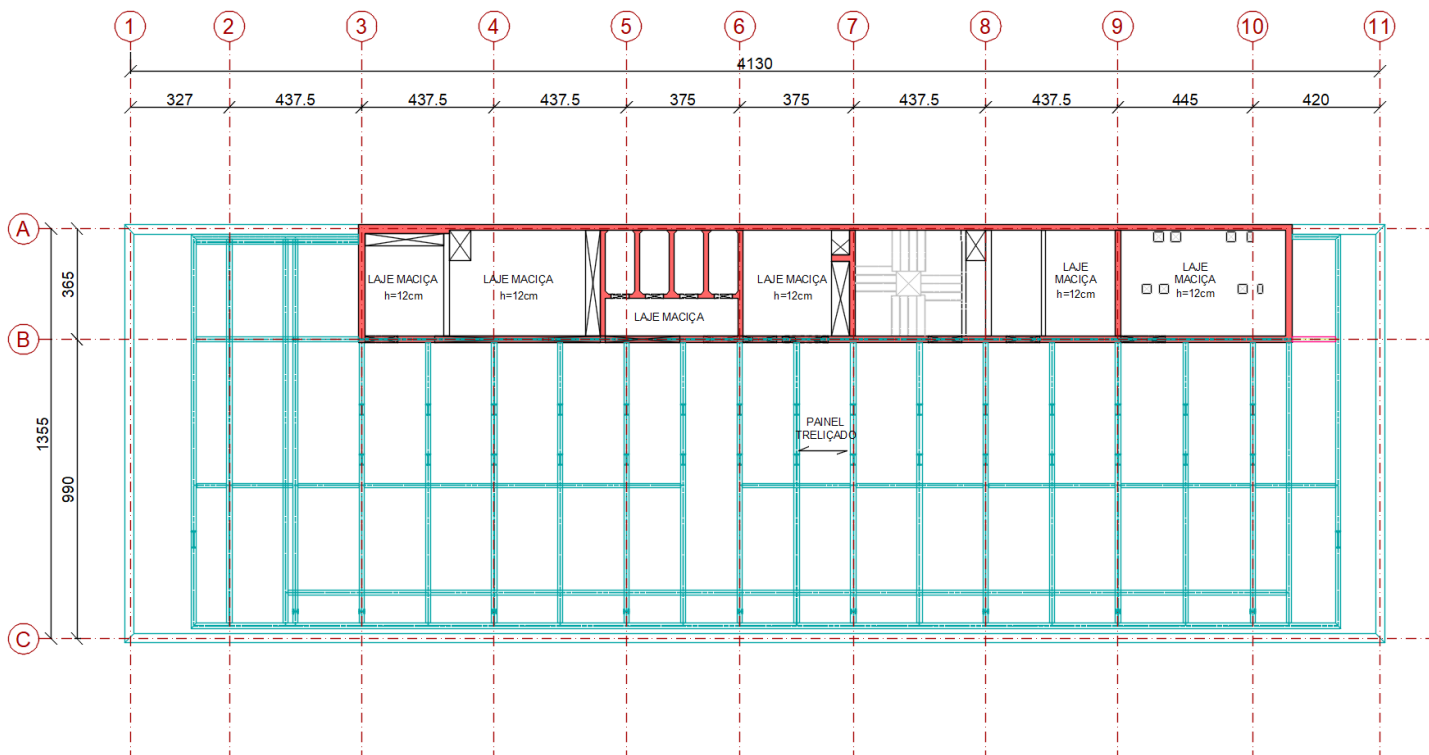 1 2 3 4 5 6 7 8 9 10 11
4130
327 437.5 437.5 437.5 375 375 437.5 437.5 445 420
A
B
C
365
1355
990
LAJE MACIÇA
h=12cm
LAJE MACIÇA
h=12cm
LAJE MACIÇA
LAJE MACIÇA
h=12cm
LAJE
MACIÇA
h=12cm
LAJE
MACIÇA
h=12cm
PAINEL
TRELIÇADO